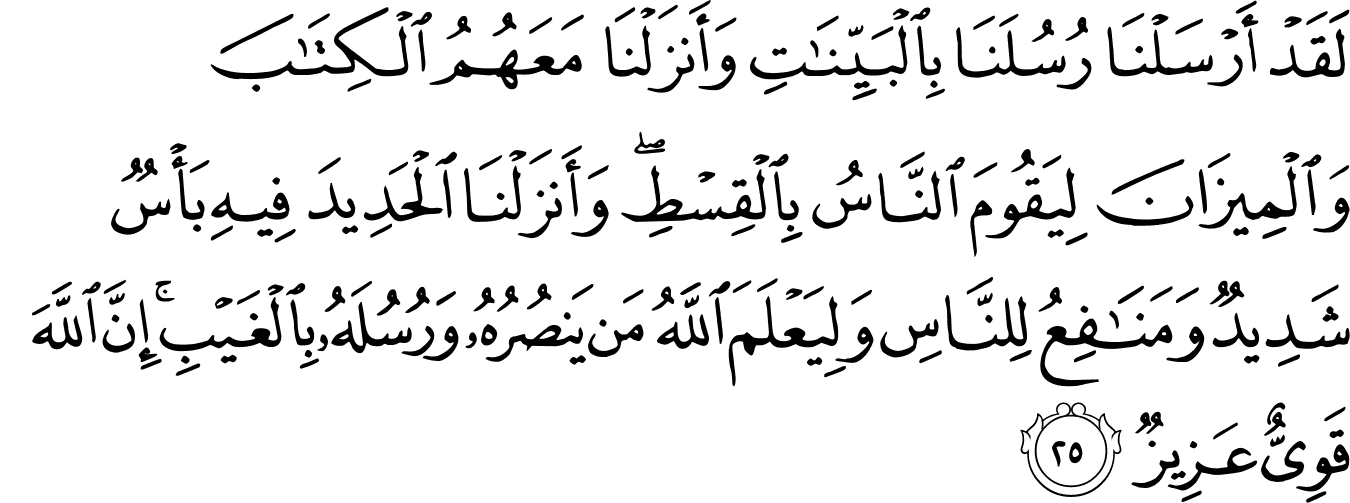 لَقَدْ أَرْسَلْنَا رُسُلَنَا بِٱلْبَيِّنَـٰتِ وَأَنزَلْنَا مَعَهُمُ ٱلْكِتَـٰبَ
وَٱلْمِيزَانَ لِيَقُومَ ٱلنَّاسُ بِٱلْقِسْطِ ۖ وَأَنزَلْنَا ٱلْحَدِيدَ فِيهِ بَأْسٌ
شَدِيدٌ وَمَنَـٰفِعُ لِلنَّاسِ وَلِيَعْلَمَ ٱللَّهُ مَن يَنصُرُهُۥ وَرُسُلَهُۥ بِٱلْغَيْبِ ۚ إِنَّ ٱللَّهَ
قَوِىٌّ عَزِيزٌ ٢٥